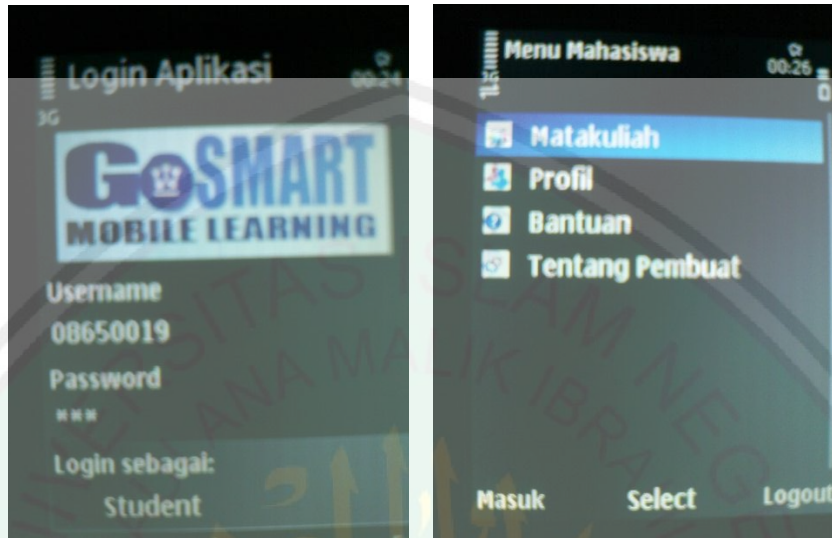 Login Aplikasi
00:24
3G
GoSMART
MOBILE LEARNING
Username
08650019
Password
***
Login sebagai:
Student
Menu Mahasiswa
00:26
3G
Matakuliah
Profil
Bantuan
Tentang Pembuat
Masuk Select Logout